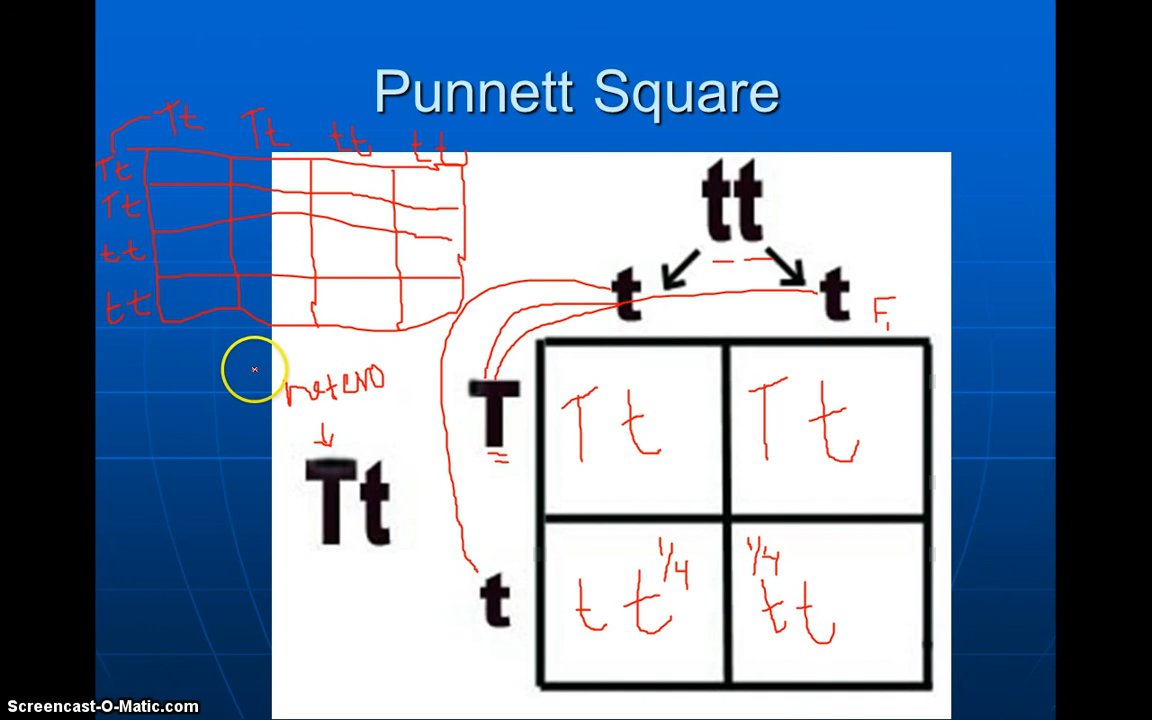 Punnett Square
Tt Tt tt tt
Tt
Tt
tt
tt
tt
t t F1
hetero
T Tt Tt
Tt
t tt 1/4 1/4 tt
Screencast-O-Matic.com